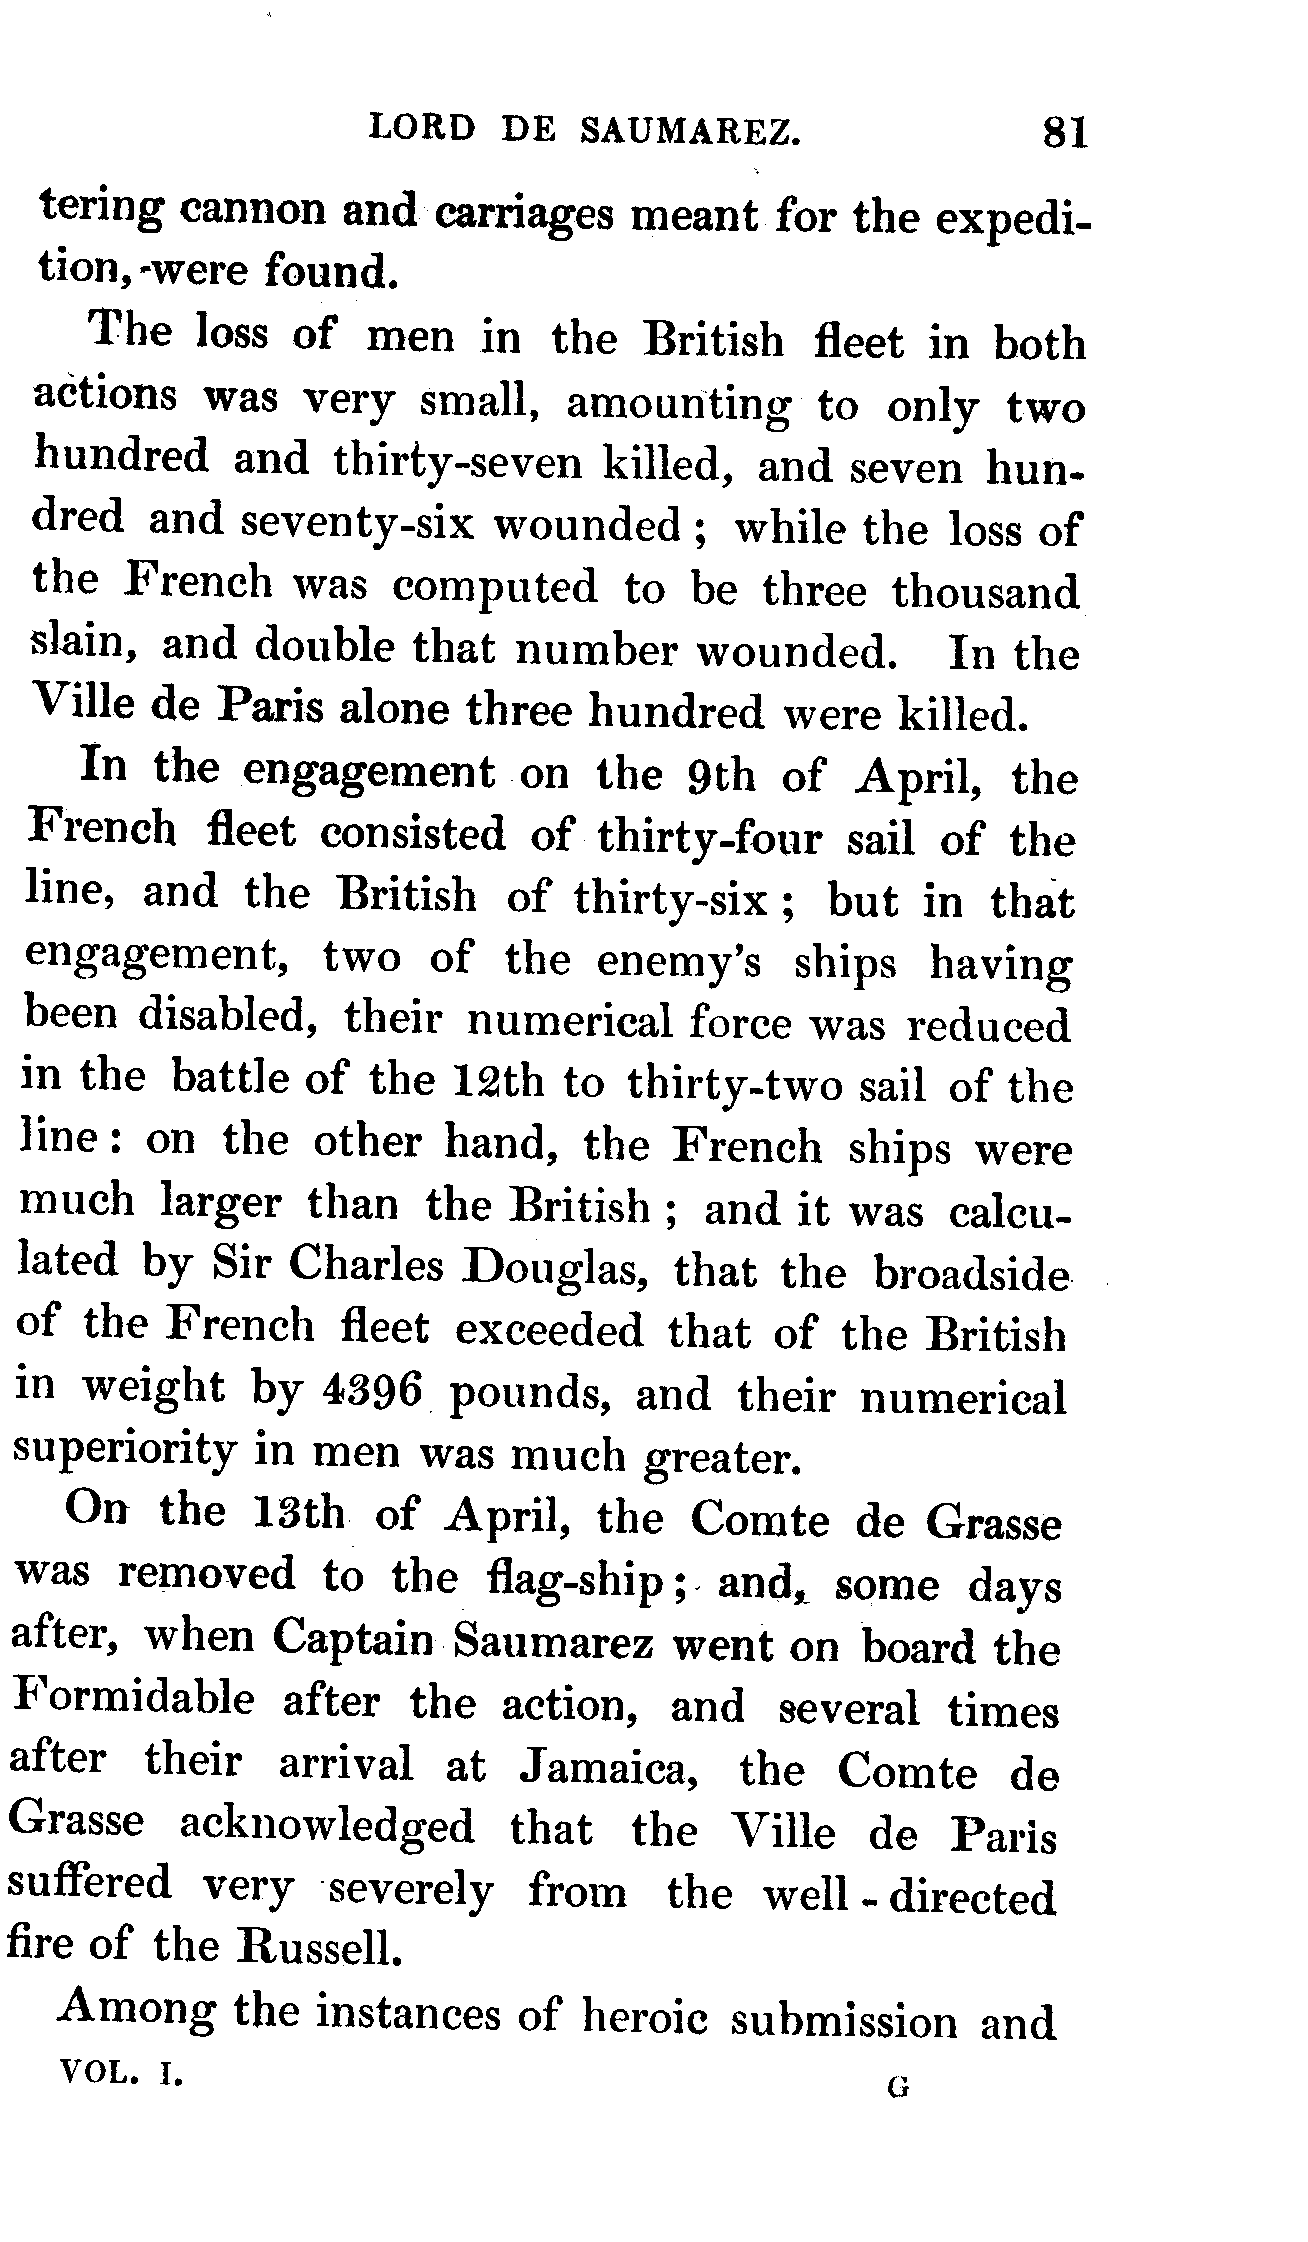 LORD DE SAUMAREZ. 81
tering cannon and carriages meant for the expedi-
tion, were found.
The loss of men in the British fleet in both
actions was very small, amounting to only two
hundred and thirty-seven killed, and seven hun-
dred and seventy-six wounded ; while the loss of
the French was computed to be three thousand
slain, and double that number wounded. In the
Ville de Paris alone three hundred were killed.
In the engagement on the 9th of April, the
French fleet consisted of thirty-four sail of the
line, and the British of thirty-six ; but in that
engagement, two of the enemy's ships having
been disabled, their numerical force was reduced
in the battle of the 12th to thirty-two sail of the
line : on the other hand, the French ships were
much larger than the British ; and it was calcu-
lated by Sir Charles Douglas, that the broadside
of the French fleet exceeded that of the British
in weight by 4396 pounds, and their numerical
superiority in men was much greater.
On the 13th of April, the Comte de Grasse
was removed to the flag-ship ; and, some days
after, when Captain Saumarez went on board the
Formidable after the action, and several times
after their arrival at Jamaica, the Comte de
Grasse acknowledged that the Ville de Paris
suffered very severely from the well-directed
fire of the Russell.
Among the instances of heroic submission and
VOL. I. G